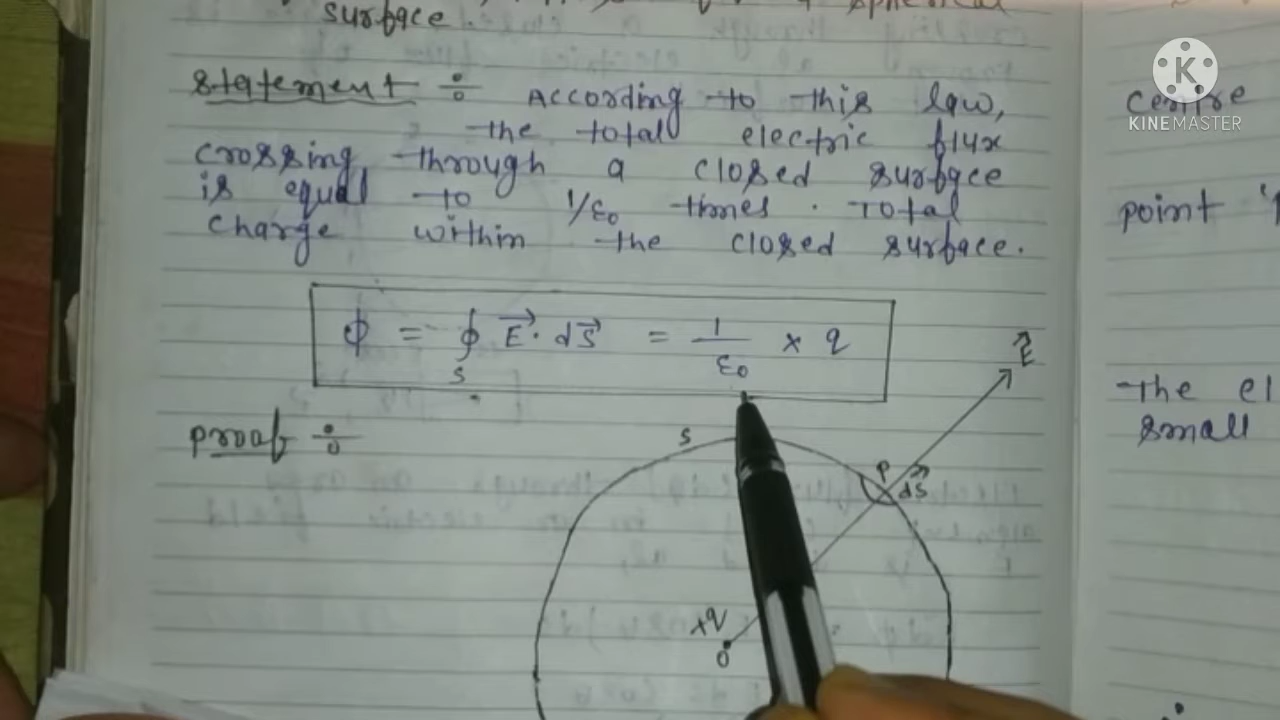 spherical
surface.
Statement ÷ According to this law,
the total electric flux
crossing through a closed surface
is equal to 1/ε₀ times. Total
charge within the closed surface.
ϕ = ∮ₛ E⃗ · dS⃗ = 1/ε₀ × q
E⃗
proof ÷
S
P
dS⃗
+q
O
centre
point
The el
small
K
KINEMASTER